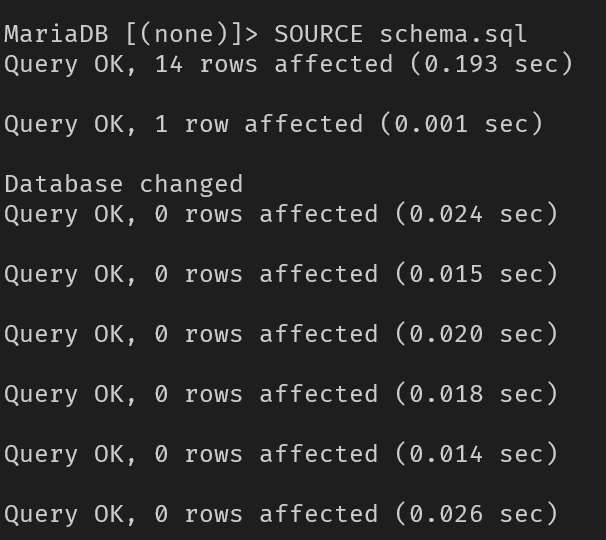 MariaDB [(none)]> SOURCE schema.sql
Query OK, 14 rows affected (0.193 sec)
Query OK, 1 row affected (0.001 sec)
Database changed
Query OK, 0 rows affected (0.024 sec)
Query OK, 0 rows affected (0.015 sec)
Query OK, 0 rows affected (0.020 sec)
Query OK, 0 rows affected (0.018 sec)
Query OK, 0 rows affected (0.014 sec)
Query OK, 0 rows affected (0.026 sec)